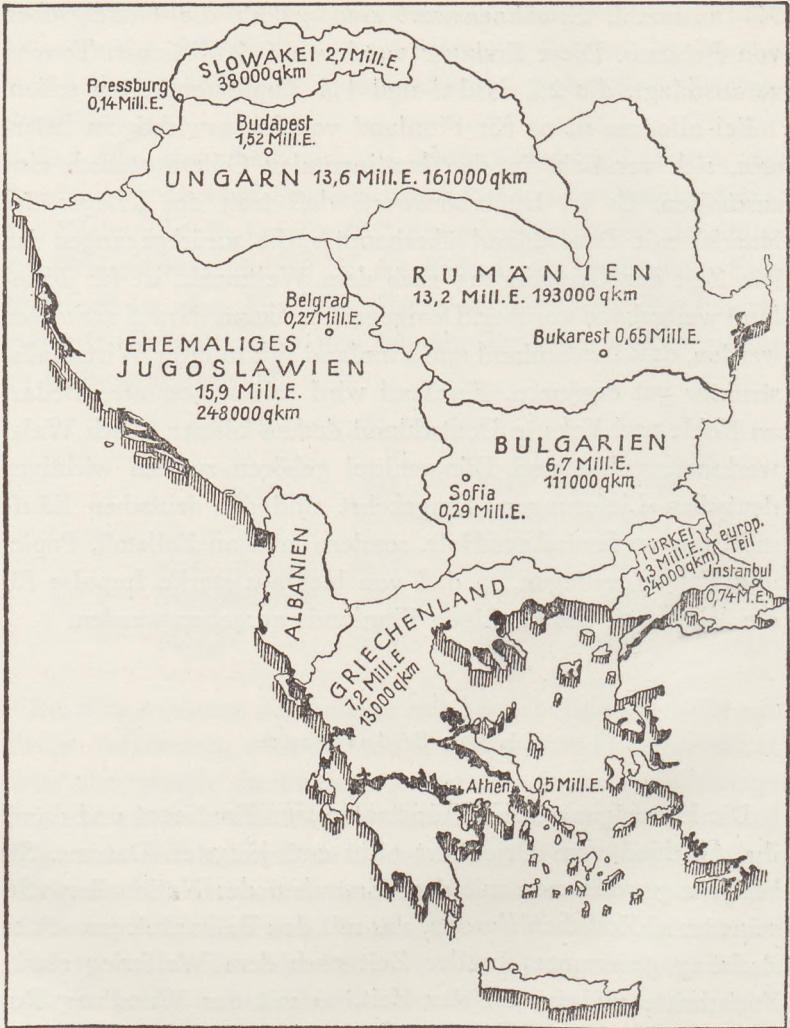 SLOWAKEI 2,7 Mill.E.
38000 qkm
Pressburg
0,14 Mill.E.
Budapest
1,52 Mill.E.
UNGARN 13,6 Mill.E. 161000 qkm
RUMÄNIEN
13,2 Mill.E. 193000 qkm
Belgrad
0,27 Mill.E.
Bukarest 0,65 Mill.E.
EHEMALIGES
JUGOSLAWIEN
15,9 Mill.E.
248000 qkm
BULGARIEN
6,7 Mill.E.
111000 qkm
Sofia
0,29 Mill.E.
TÜRKEI
1,3 Mill.E.
24000 qkm
europ.
Teil
Jnstanbul
0,74 M.E.
ALBANIEN
GRIECHENLAND
7,2 Mill.E
13000 qkm
Athen 0,5 Mill.E.